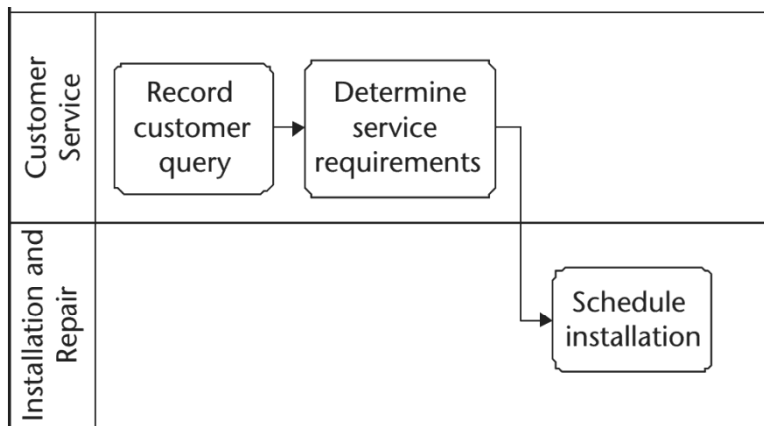 Customer
Service
Record
customer
query
Determine
service
requirements
Installation and
Repair
Schedule
installation